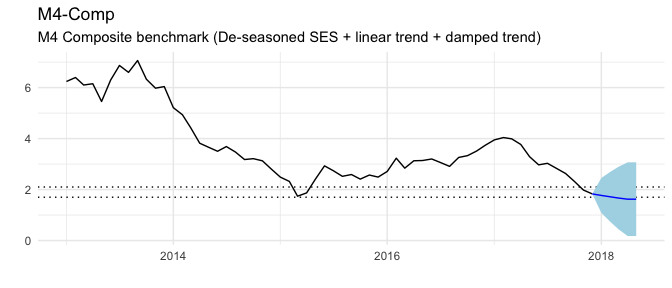 M4-Comp
M4 Composite benchmark (De-seasoned SES + linear trend + damped trend)
6
4
2
0
2014 2016 2018